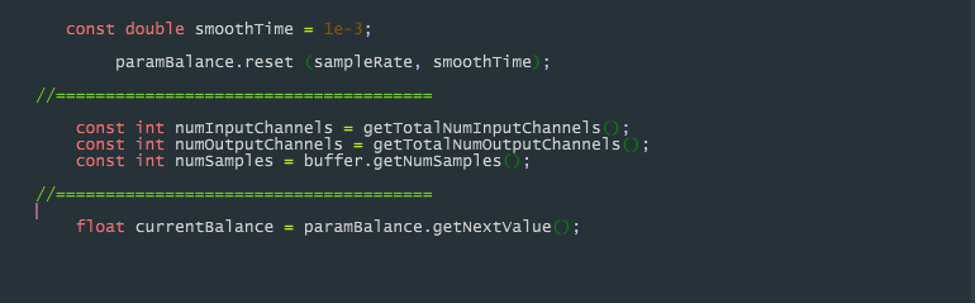 const double smoothTime = 1e-3;
paramBalance.reset (sampleRate, smoothTime);
//======================================
const int numInputChannels = getTotalNumInputChannels();
const int numOutputChannels = getTotalNumOutputChannels();
const int numSamples = buffer.getNumSamples();
//======================================
float currentBalance = paramBalance.getNextValue();